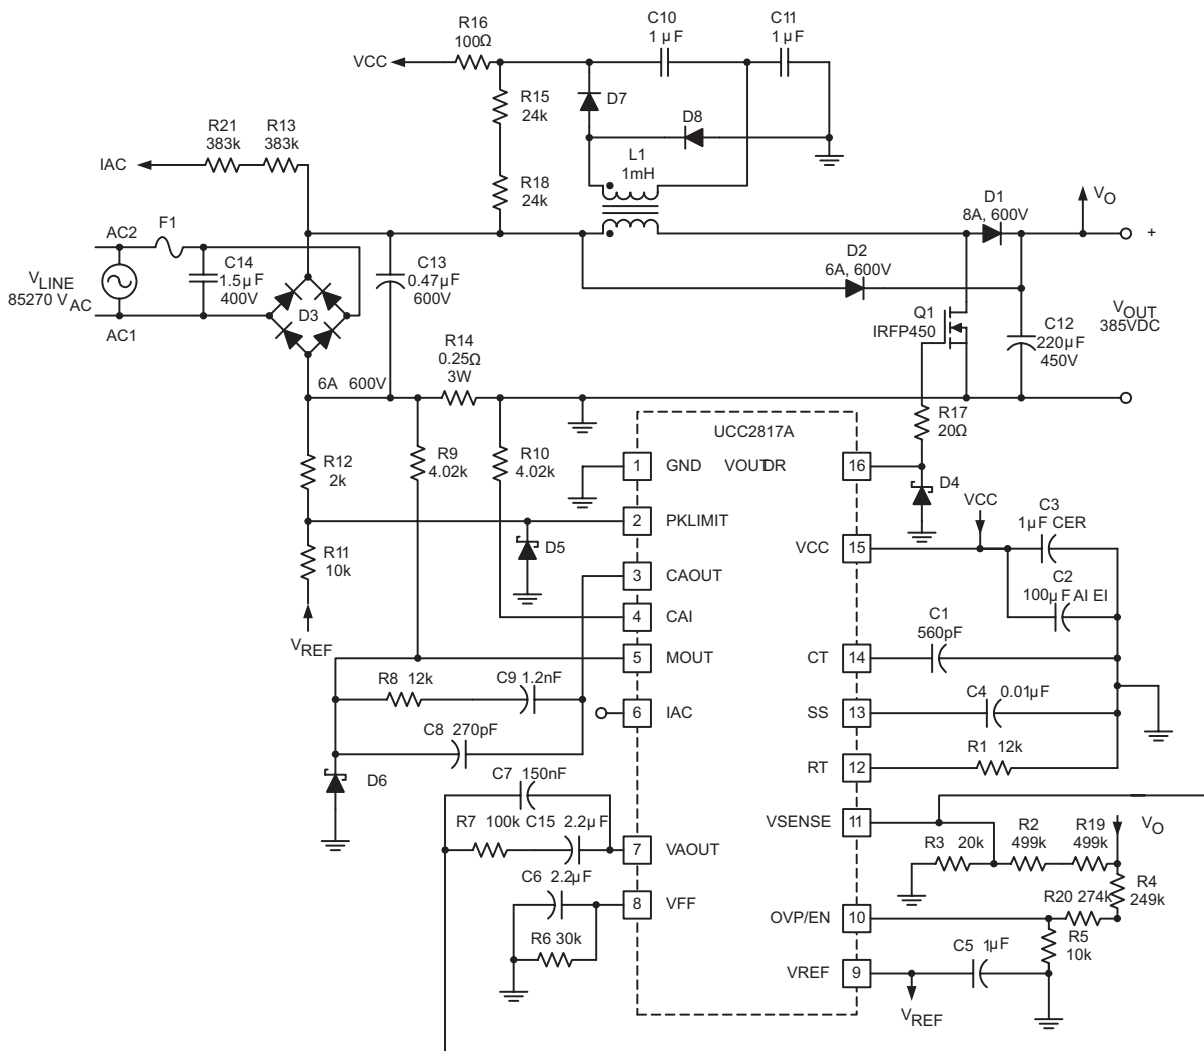 R16
100Ω
VCC
C10
1µF
C11
1µF
D7
R15
24k
D8
R21
383k
R13
383k
IAC
L1
1mH
R18
24k
D1
8A, 600V
VO
AC2
F1
+
C14
1.5µF
400V
C13
0.47µF
600V
D2
6A, 600V
VLINE
85270 VAC
D3
AC1
Q1
IRFP450
VOUT
385VDC
C12
220µF
450V
R14
0.25Ω
3W
6A 600V
R17
20Ω
UCC2817A
R12
2k
R9
4.02k
R10
4.02k
1
GND
VOUTDR
16
D4
2
PKLIMIT
VCC
C3
1µF CER
R11
10k
D5
VCC
15
3
CAOUT
C2
100µF AI EI
VREF
4
CAI
C1
560pF
5
MOUT
CT
14
R8 12k
C9 1.2nF
C4 0.01µF
6
IAC
SS
13
C8 270pF
R1 12k
RT
12
D6
C7 150nF
VSENSE
11
R7 100k
C15 2.2µF
R3 20k
R2
499k
R19
499k
VO
7
VAOUT
C6 2.2µF
R4
249k
R20 274k
8
VFF
OVP/EN
10
R6 30k
R5
10k
C5 1µF
VREF
9
VREF